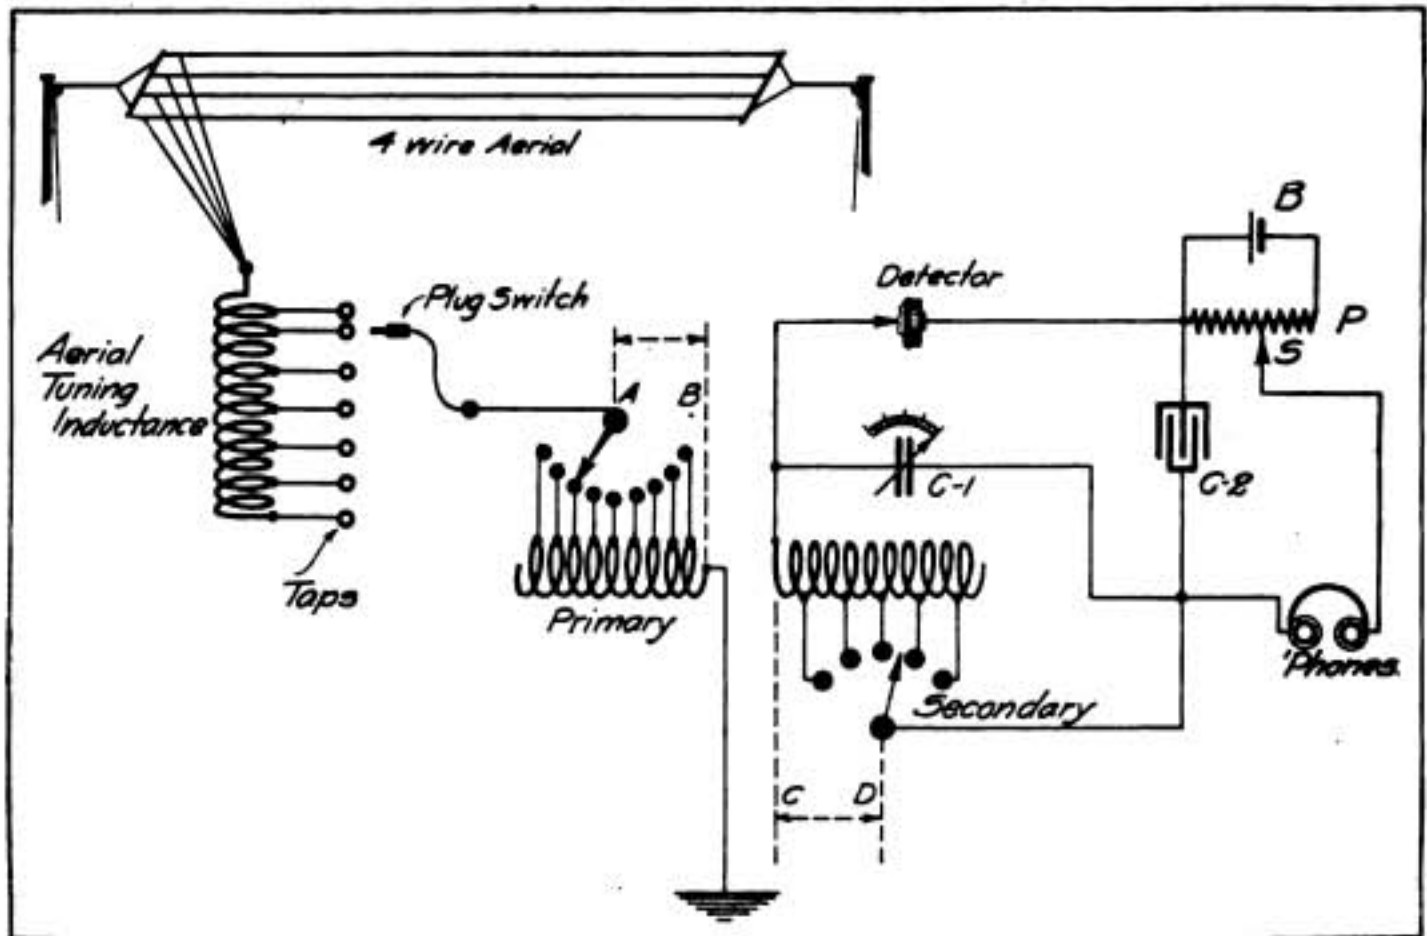 4 wire Aerial
B
Detector
Plug Switch
P
S
Aerial
Tuning
Inductance
A
B
C-1
C-2
Taps
Primary
'Phones.
Secondary
C
D